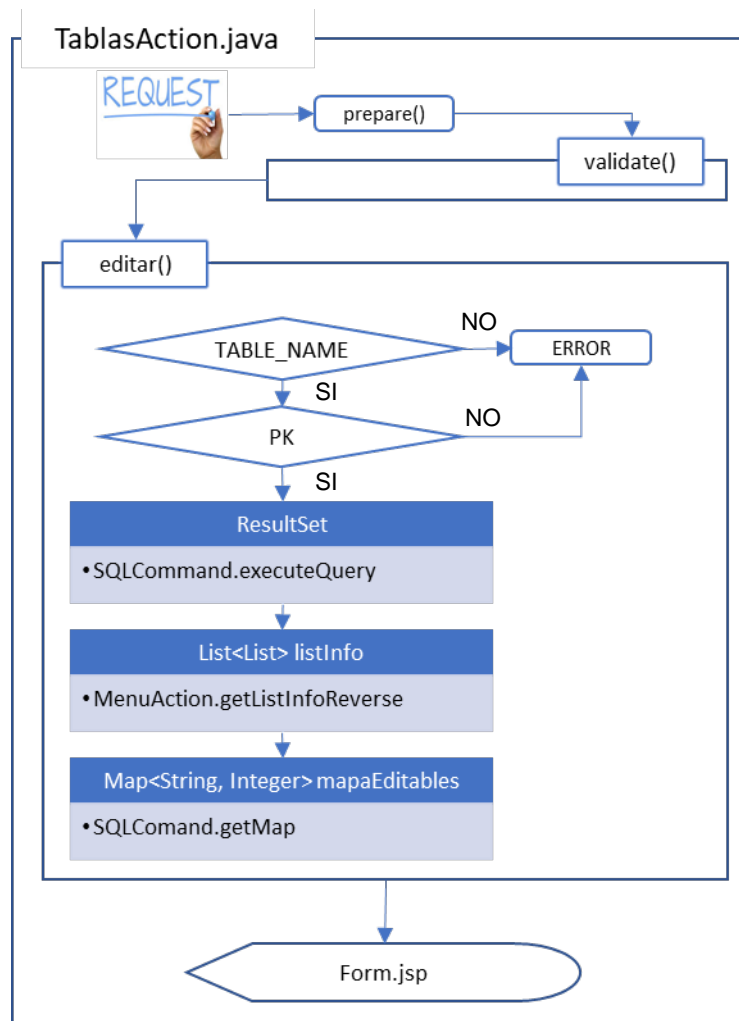 TablasAction.java
REQUEST
prepare()
validate()
editar()
TABLE_NAME
NO
ERROR
SI
PK
NO
SI
ResultSet
•SQLCommand.executeQuery
List<List> listInfo
•MenuAction.getListInfoReverse
Map<String, Integer> mapaEditables
•SQLComand.getMap
Form.jsp